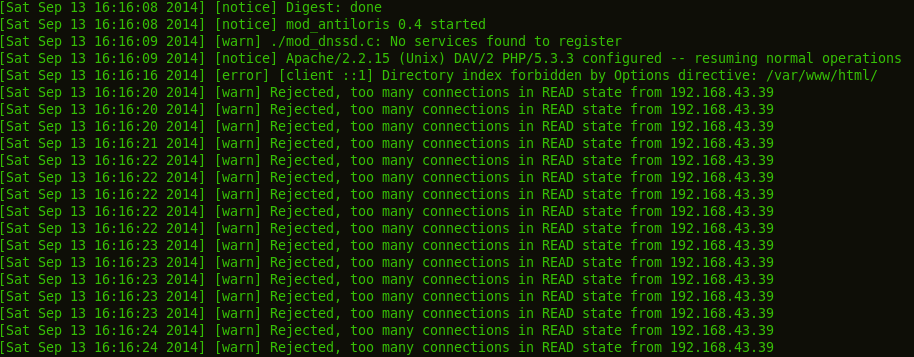 [Sat Sep 13 16:16:08 2014] [notice] Digest: done
[Sat Sep 13 16:16:08 2014] [notice] mod_antiloris 0.4 started
[Sat Sep 13 16:16:09 2014] [warn] ./mod_dnssd.c: No services found to register
[Sat Sep 13 16:16:09 2014] [notice] Apache/2.2.15 (Unix) DAV/2 PHP/5.3.3 configured -- resuming normal operations
[Sat Sep 13 16:16:16 2014] [error] [client ::1] Directory index forbidden by Options directive: /var/www/html/
[Sat Sep 13 16:16:20 2014] [warn] Rejected, too many connections in READ state from 192.168.43.39
[Sat Sep 13 16:16:20 2014] [warn] Rejected, too many connections in READ state from 192.168.43.39
[Sat Sep 13 16:16:20 2014] [warn] Rejected, too many connections in READ state from 192.168.43.39
[Sat Sep 13 16:16:21 2014] [warn] Rejected, too many connections in READ state from 192.168.43.39
[Sat Sep 13 16:16:22 2014] [warn] Rejected, too many connections in READ state from 192.168.43.39
[Sat Sep 13 16:16:22 2014] [warn] Rejected, too many connections in READ state from 192.168.43.39
[Sat Sep 13 16:16:22 2014] [warn] Rejected, too many connections in READ state from 192.168.43.39
[Sat Sep 13 16:16:22 2014] [warn] Rejected, too many connections in READ state from 192.168.43.39
[Sat Sep 13 16:16:22 2014] [warn] Rejected, too many connections in READ state from 192.168.43.39
[Sat Sep 13 16:16:23 2014] [warn] Rejected, too many connections in READ state from 192.168.43.39
[Sat Sep 13 16:16:23 2014] [warn] Rejected, too many connections in READ state from 192.168.43.39
[Sat Sep 13 16:16:23 2014] [warn] Rejected, too many connections in READ state from 192.168.43.39
[Sat Sep 13 16:16:23 2014] [warn] Rejected, too many connections in READ state from 192.168.43.39
[Sat Sep 13 16:16:23 2014] [warn] Rejected, too many connections in READ state from 192.168.43.39
[Sat Sep 13 16:16:24 2014] [warn] Rejected, too many connections in READ state from 192.168.43.39
[Sat Sep 13 16:16:24 2014] [warn] Rejected, too many connections in READ state from 192.168.43.39